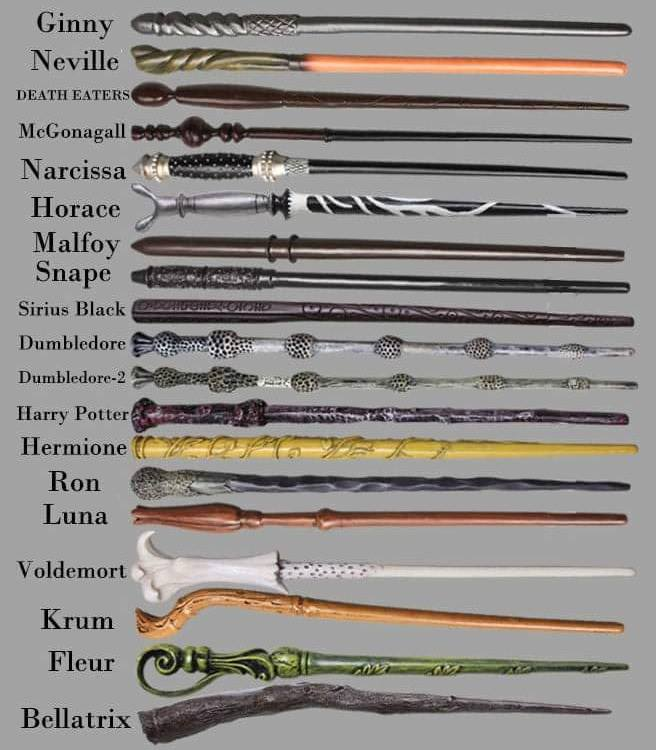 Ginny
Neville
DEATH EATERS
McGonagall
Narcissa
Horace
Malfoy
Snape
Sirius Black
Dumbledore
Dumbledore-2
Harry Potter
Hermione
Ron
Luna
Voldemort
Krum
Fleur
Bellatrix